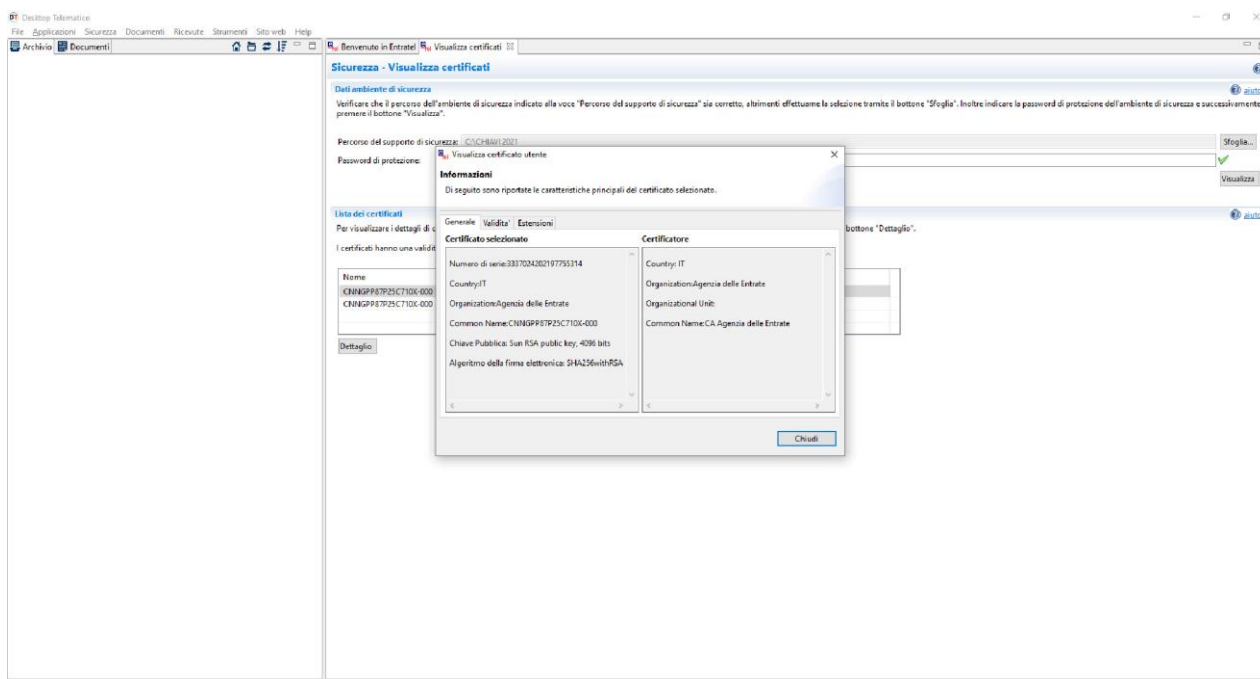 DT Desktop Telematico
File Applicazioni Sicurezza Documenti Ricevute Strumenti Sito web Help
Archivio Documenti
Benvenuto in Entratel Visualizza certificati
Sicurezza - Visualizza certificati
Dati ambiente di sicurezza
aiuto
Verificare che il percorso dell'ambiente di sicurezza indicato alla voce "Percorso del supporto di sicurezza" sia corretto, altrimenti effettuarne la selezione tramite il bottone "Sfoglia". Inoltre indicare la password di protezione dell'ambiente di sicurezza e successivamente
premere il bottone "Visualizza".
Percorso del supporto di sicurezza: C:\CHIAVI 2021
Sfoglia...
Password di protezione:
Visualizza
Lista dei certificati
aiuto
Per visualizzare i dettagli di
bottone "Dettaglio".
I certificati hanno una validit
Nome
CNNGPP87P25C710X-000
CNNGPP87P25C710X-000
Dettaglio
Visualizza certificato utente
Informazioni
Di seguito sono riportate le caratteristiche principali del certificato selezionato.
Generale Validita' Estensioni
Certificato selezionato
Numero di serie:3337024202197755314
Country:IT
Organization:Agenzia delle Entrate
Common Name:CNNGPP87P25C710X-000
Chiave Pubblica: Sun RSA public key, 4096 bits
Algoritmo della firma elettronica: SHA256withRSA
Certificatore
Country: IT
Organization:Agenzia delle Entrate
Organizational Unit:
Common Name:CA Agenzia delle Entrate
Chiudi